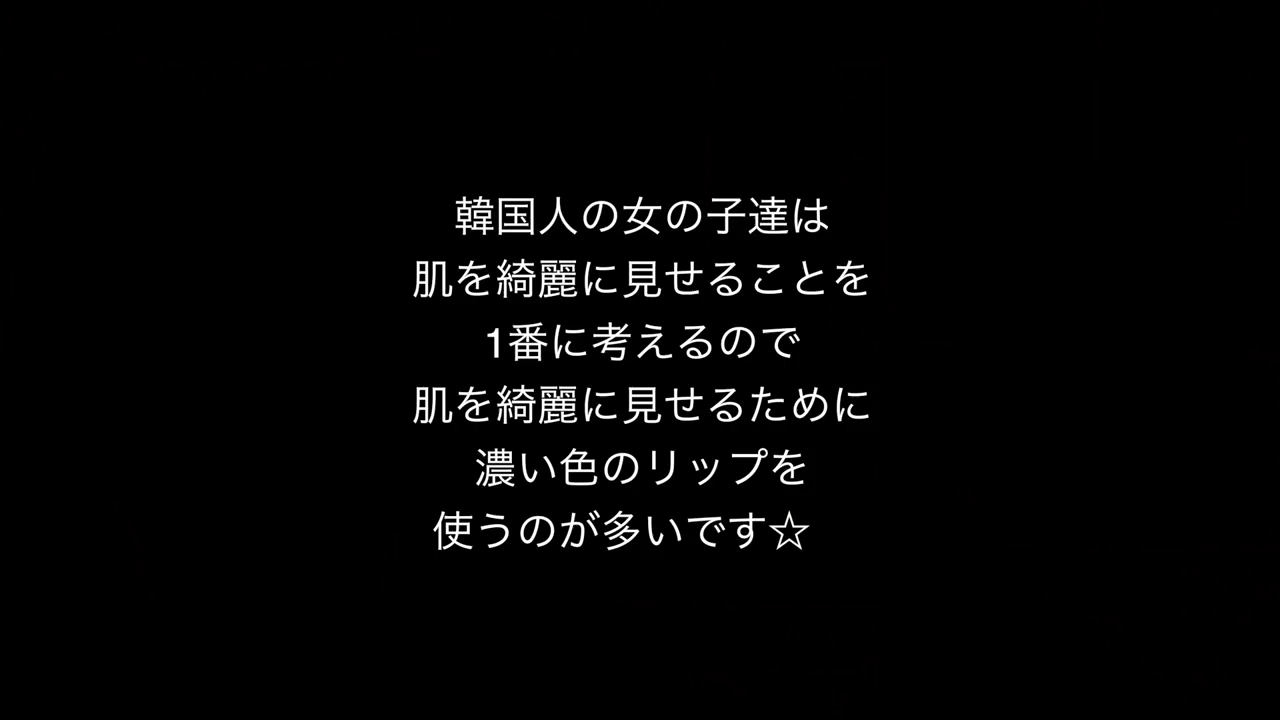 韓国人の女の子達は
肌を綺麗に見せることを
1番に考えるので
肌を綺麗に見せるために
濃い色のリップを
使うのが多いです☆